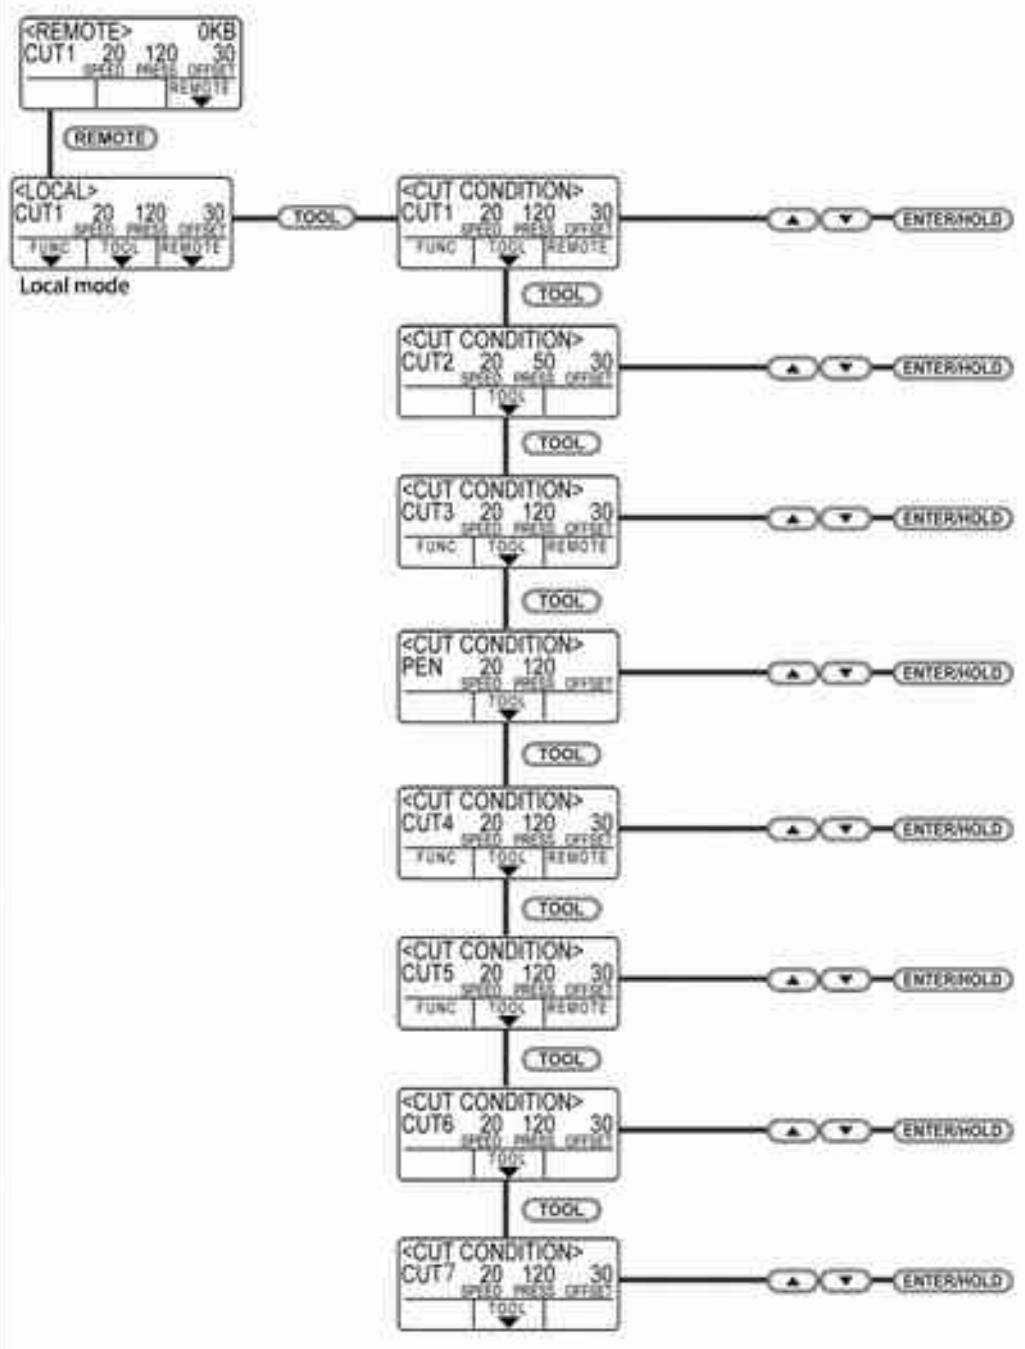 <REMOTE> 0KB
CUT1 20 120 30
SPEED PRESS OFFSET
REMOTE
REMOTE
<LOCAL>
CUT1 20 120 30
SPEED PRESS OFFSET
FUNC TOOL REMOTE
Local mode
TOOL
<CUT CONDITION>
CUT1 20 120 30
SPEED PRESS OFFSET
FUNC TOOL REMOTE
▲ ▼ ENTER/HOLD
TOOL
<CUT CONDITION>
CUT2 20 50 30
SPEED PRESS OFFSET
TOOL
▲ ▼ ENTER/HOLD
TOOL
<CUT CONDITION>
CUT3 20 120 30
SPEED PRESS OFFSET
FUNC TOOL REMOTE
▲ ▼ ENTER/HOLD
TOOL
<CUT CONDITION>
PEN 20 120
SPEED PRESS OFFSET
TOOL
▲ ▼ ENTER/HOLD
TOOL
<CUT CONDITION>
CUT4 20 120 30
SPEED PRESS OFFSET
FUNC TOOL REMOTE
▲ ▼ ENTER/HOLD
TOOL
<CUT CONDITION>
CUT5 20 120 30
SPEED PRESS OFFSET
FUNC TOOL REMOTE
▲ ▼ ENTER/HOLD
TOOL
<CUT CONDITION>
CUT6 20 120 30
SPEED PRESS OFFSET
TOOL
▲ ▼ ENTER/HOLD
TOOL
<CUT CONDITION>
CUT7 20 120 30
SPEED PRESS OFFSET
TOOL
▲ ▼ ENTER/HOLD